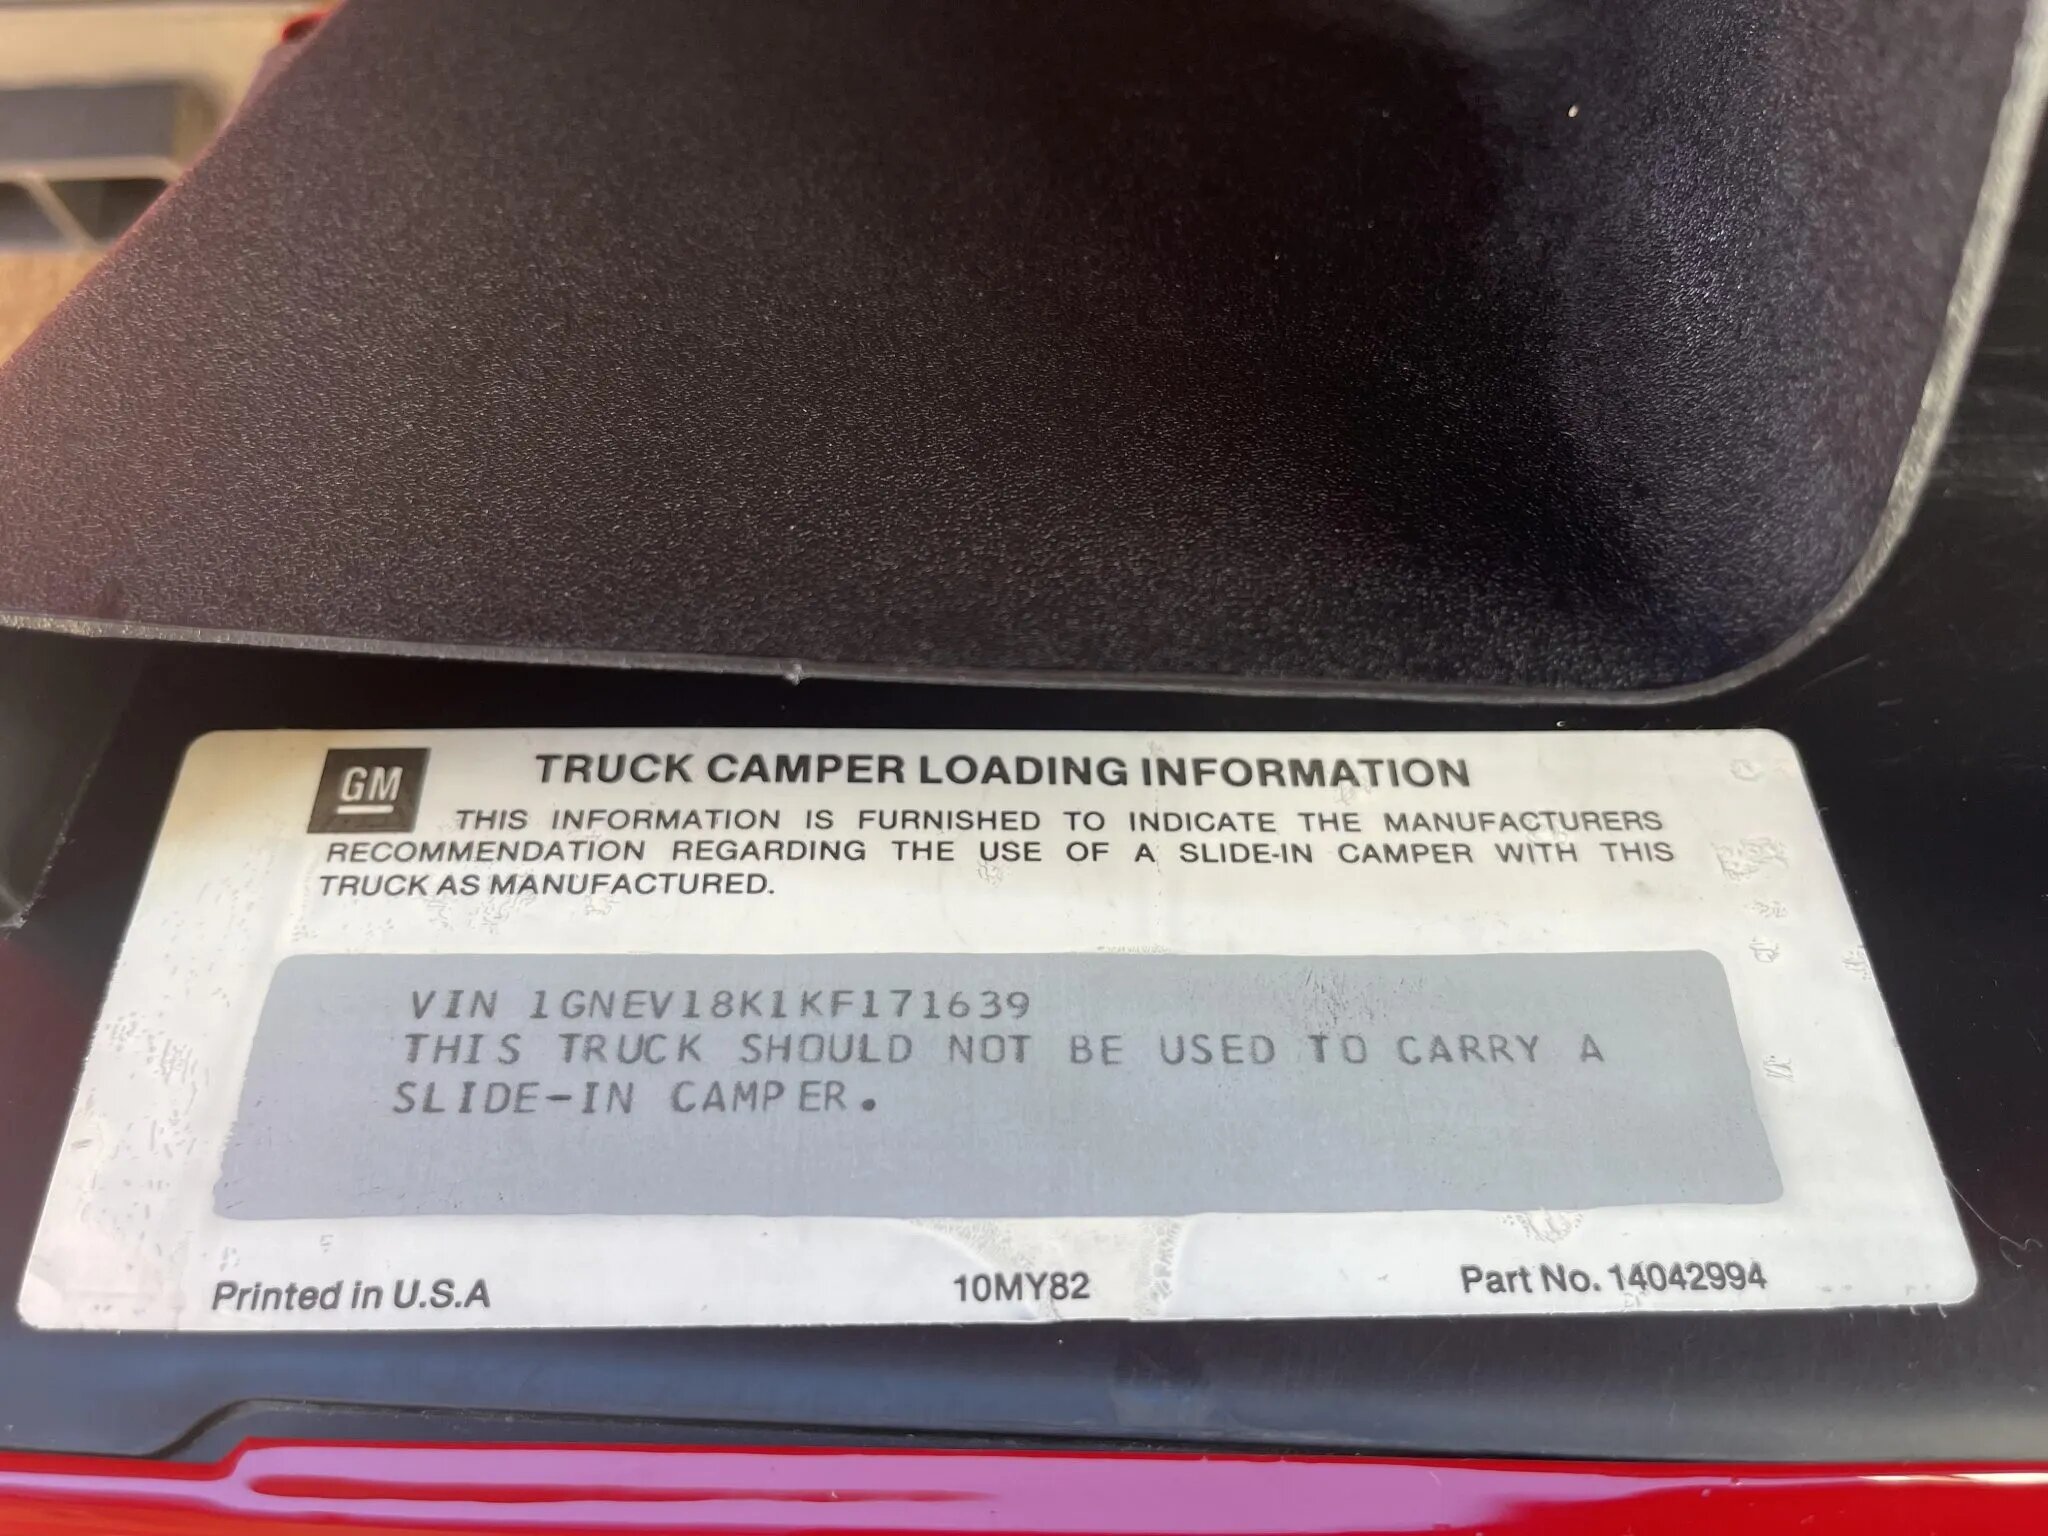 GM
TRUCK CAMPER LOADING INFORMATION
THIS INFORMATION IS FURNISHED TO INDICATE THE MANUFACTURERS
RECOMMENDATION REGARDING THE USE OF A SLIDE-IN CAMPER WITH THIS
TRUCK AS MANUFACTURED.
VIN 1GNEV18K1KF171639
THIS TRUCK SHOULD NOT BE USED TO CARRY A
SLIDE-IN CAMPER.
Printed in U.S.A 10MY82 Part No. 14042994